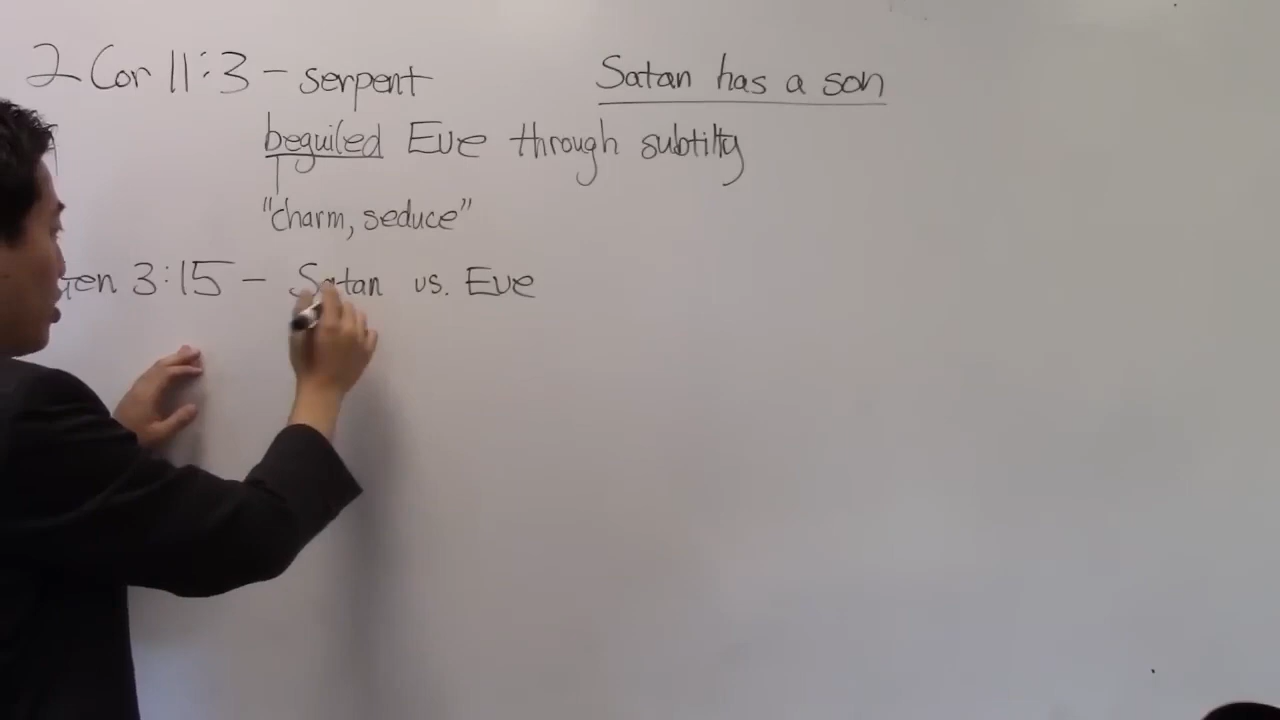 2 Cor 11:3 - serpent
Satan has a son
beguiled Eve through subtilty
"charm, seduce"
Gen 3:15 - Satan vs. Eve